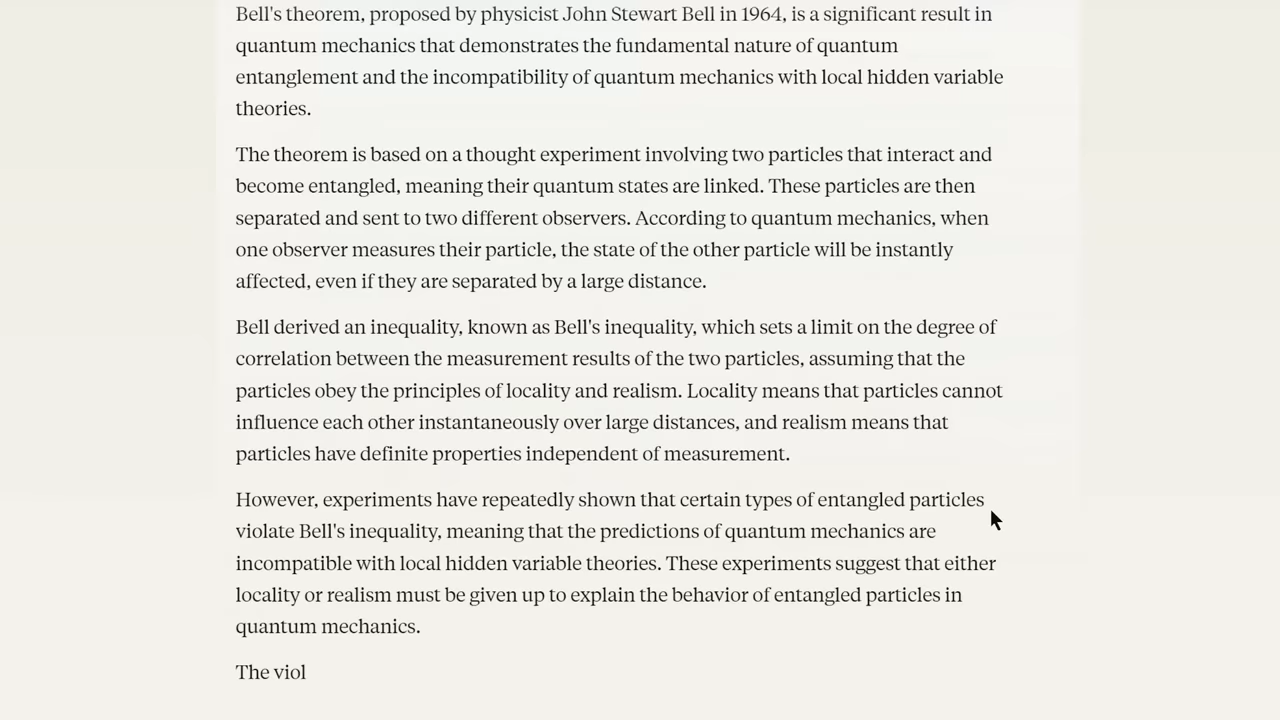 Bell's theorem, proposed by physicist John Stewart Bell in 1964, is a significant result in
quantum mechanics that demonstrates the fundamental nature of quantum
entanglement and the incompatibility of quantum mechanics with local hidden variable
theories.
The theorem is based on a thought experiment involving two particles that interact and
become entangled, meaning their quantum states are linked. These particles are then
separated and sent to two different observers. According to quantum mechanics, when
one observer measures their particle, the state of the other particle will be instantly
affected, even if they are separated by a large distance.
Bell derived an inequality, known as Bell's inequality, which sets a limit on the degree of
correlation between the measurement results of the two particles, assuming that the
particles obey the principles of locality and realism. Locality means that particles cannot
influence each other instantaneously over large distances, and realism means that
particles have definite properties independent of measurement.
However, experiments have repeatedly shown that certain types of entangled particles
violate Bell's inequality, meaning that the predictions of quantum mechanics are
incompatible with local hidden variable theories. These experiments suggest that either
locality or realism must be given up to explain the behavior of entangled particles in
quantum mechanics.
The viol